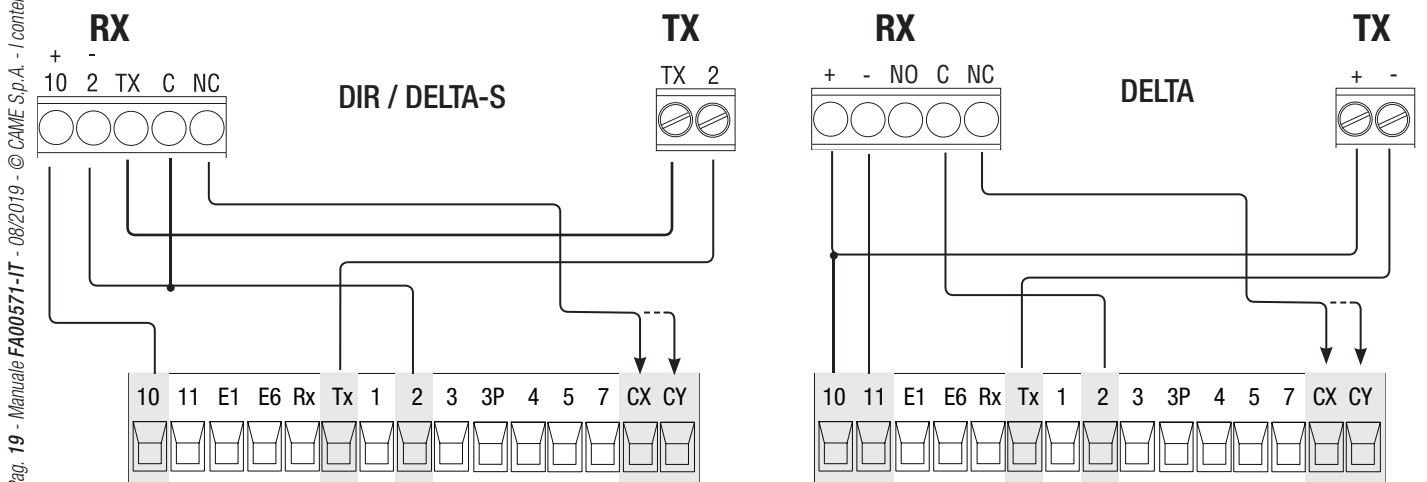 Pag. 19 - Manuale FA00571-IT - 08/2019 - © CAME S.p.A. - I
RX
+ -
10 2 TX C NC
DIR / DELTA-S
TX
TX 2
10 11 E1 E6 Rx Tx 1 2 3 3P 4 5 7 CX CY
RX
+ - NO C NC
DELTA
TX
+ -
10 11 E1 E6 Rx Tx 1 2 3 3P 4 5 7 CX CY